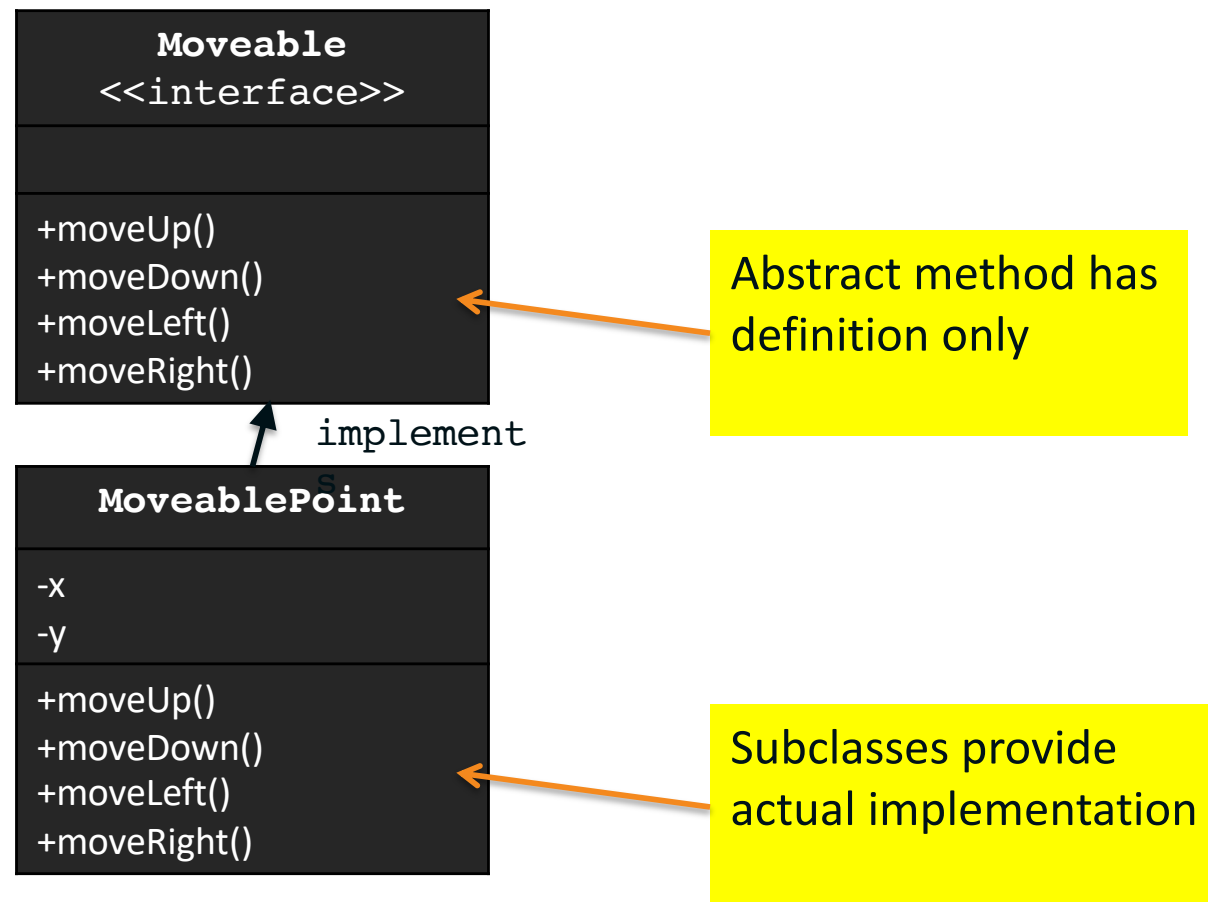 Moveable
<<interface>>
+moveUp()
+moveDown()
+moveLeft()
+moveRight()
Abstract method has
definition only
implement
s
MoveablePoint
-x
-y
+moveUp()
+moveDown()
+moveLeft()
+moveRight()
Subclasses provide
actual implementation